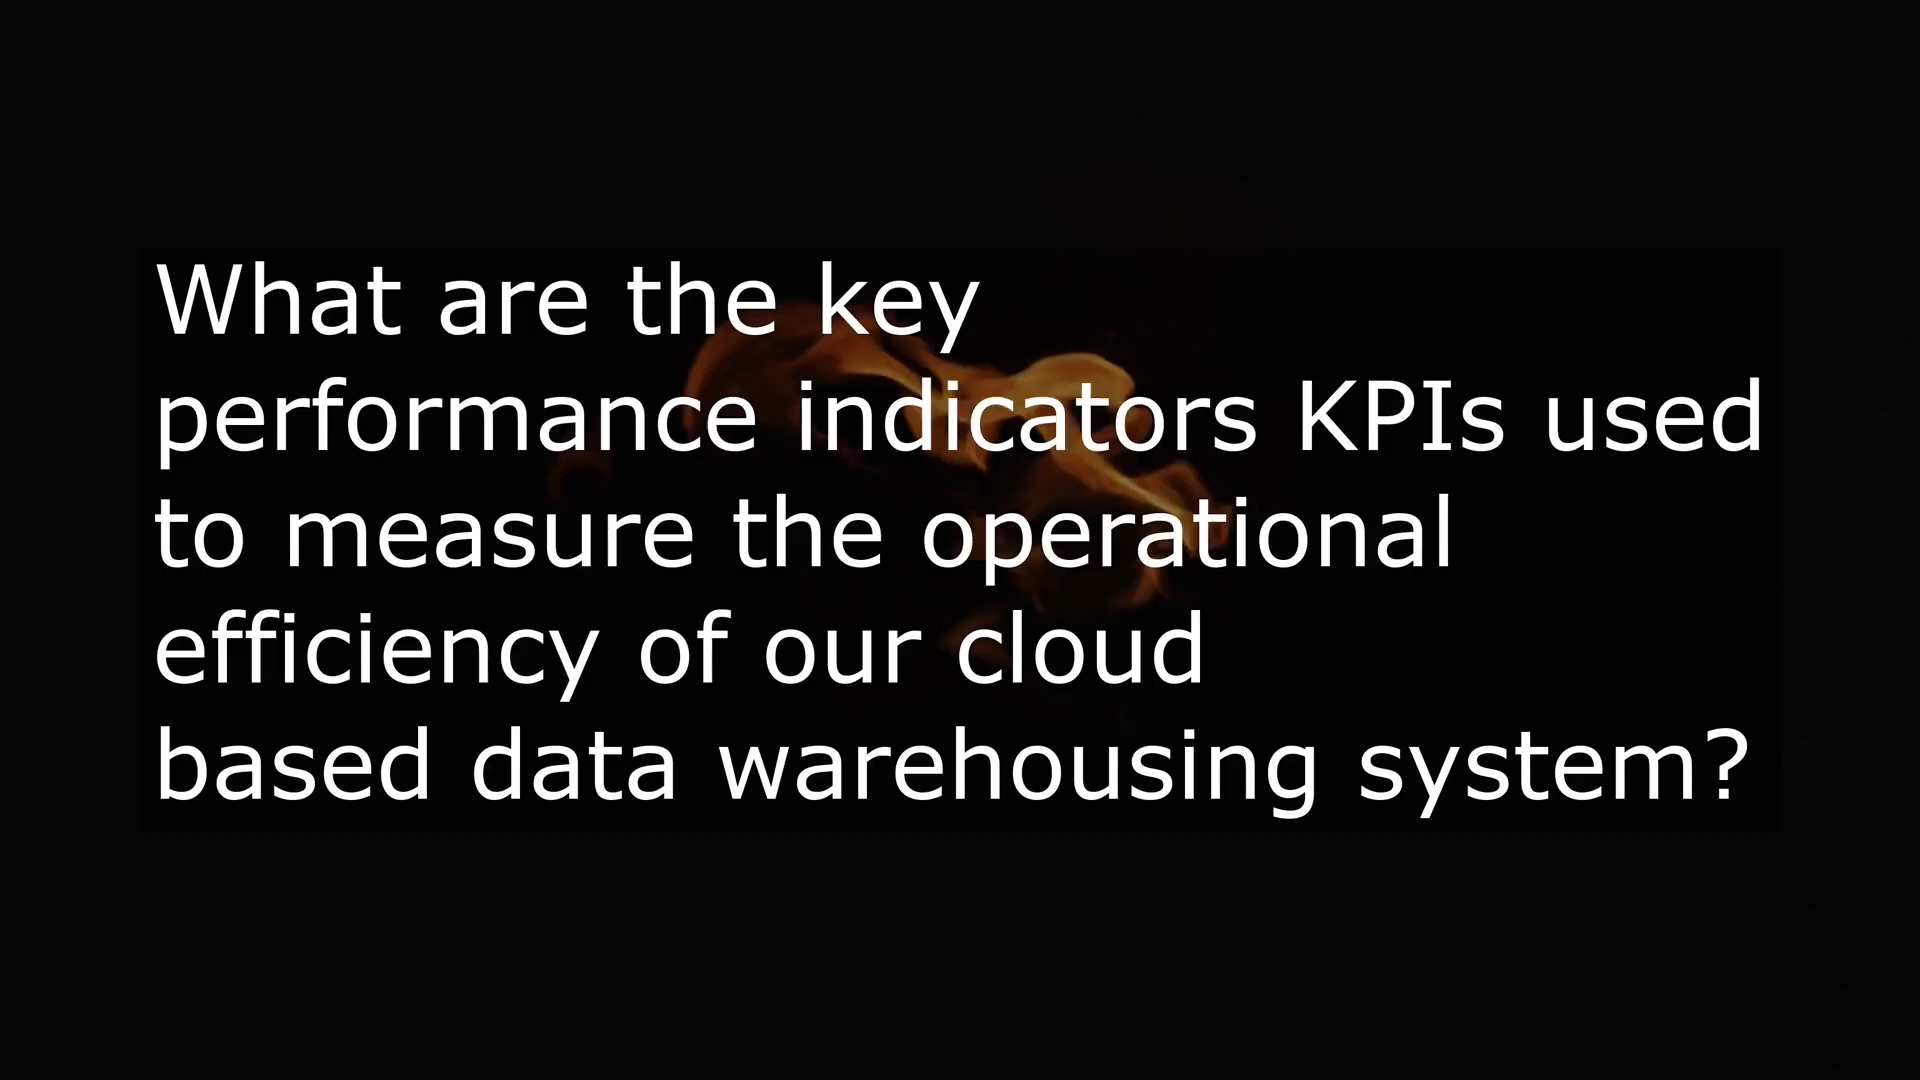 What are the key
performance indicators KPIs used
to measure the operational
efficiency of our cloud
based data warehousing system?